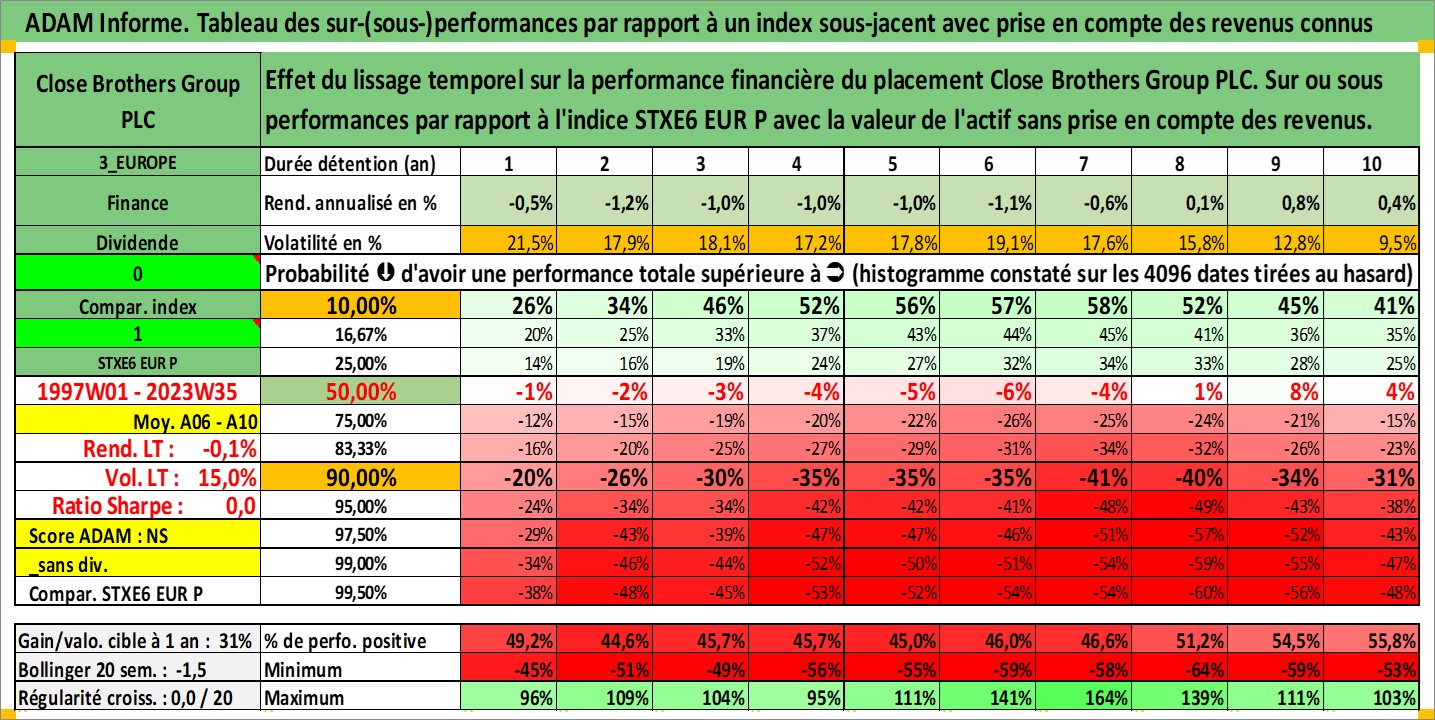 ADAM Informe. Tableau des sur-(sous-)performances par rapport à un index sous-jacent avec prise en compte des revenus connus
Close Brothers Group PLC
Effet du lissage temporel sur la performance financière du placement Close Brothers Group PLC. Sur ou sous
performances par rapport à l'indice STXE6 EUR P avec la valeur de l'actif sans prise en compte des revenus.
3_EUROPE Durée détention (an) 1 2 3 4 5 6 7 8 9 10
Finance Rend. annualisé en % -0,5% -1,2% -1,0% -1,0% -1,0% -1,1% -0,6% 0,1% 0,8% 0,4%
Dividende Volatilité en % 21,5% 17,9% 18,1% 17,2% 17,8% 19,1% 17,6% 15,8% 12,8% 9,5%
0 Probabilité ⬇ d'avoir une performance totale supérieure à ➲ (histogramme constaté sur les 4096 dates tirées au hasard)
Compar. index 10,00% 26% 34% 46% 52% 56% 57% 58% 52% 45% 41%
1 16,67% 20% 25% 33% 37% 43% 44% 45% 41% 36% 35%
STXE6 EUR P 25,00% 14% 16% 19% 24% 27% 32% 34% 33% 28% 25%
1997W01 - 2023W35 50,00% -1% -2% -3% -4% -5% -6% -4% 1% 8% 4%
Moy. A06 - A10 75,00% -12% -15% -19% -20% -22% -26% -25% -24% -21% -15%
Rend. LT : -0,1% 83,33% -16% -20% -25% -27% -29% -31% -34% -32% -26% -23%
Vol. LT : 15,0% 90,00% -20% -26% -30% -35% -35% -35% -41% -40% -34% -31%
Ratio Sharpe : 0,0 95,00% -24% -34% -34% -42% -42% -41% -48% -49% -43% -38%
Score ADAM : NS 97,50% -29% -43% -39% -47% -47% -46% -51% -57% -52% -43%
_sans div. 99,00% -34% -46% -44% -52% -50% -51% -54% -59% -55% -47%
Compar. STXE6 EUR P 99,50% -38% -48% -45% -53% -52% -54% -54% -60% -56% -48%
Gain/valo. cible à 1 an : 31% % de perfo. positive 49,2% 44,6% 45,7% 45,7% 45,0% 46,0% 46,6% 51,2% 54,5% 55,8%
Bollinger 20 sem. : -1,5 Minimum -45% -51% -49% -56% -55% -59% -58% -64% -59% -53%
Régularité croiss. : 0,0 / 20 Maximum 96% 109% 104% 95% 111% 141% 164% 139% 111% 103%